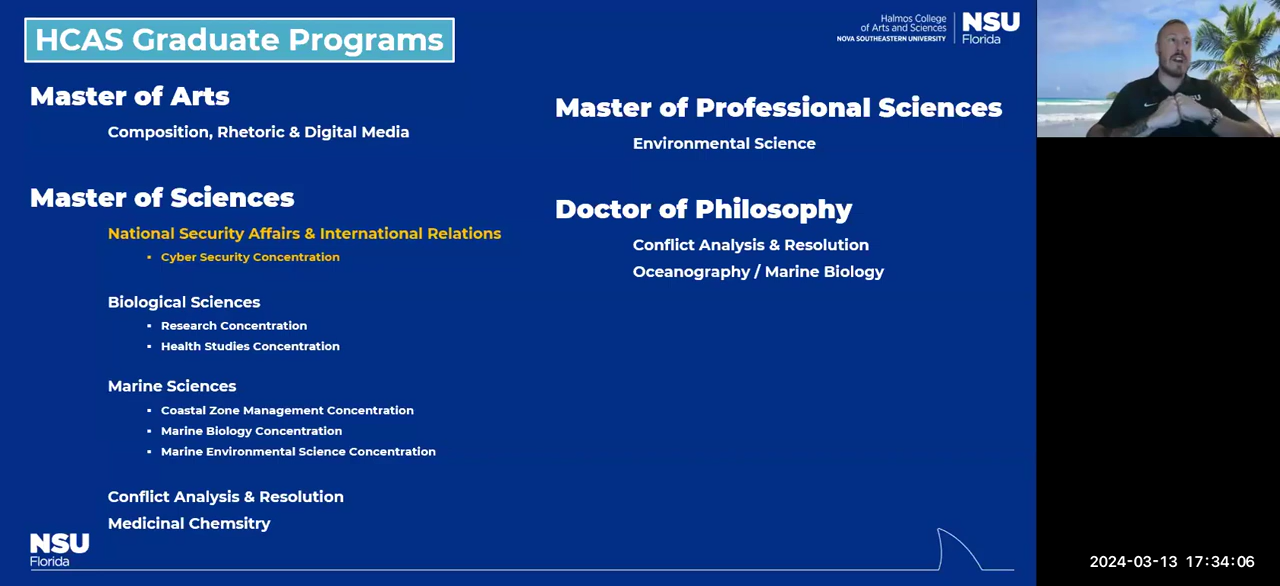 HCAS Graduate Programs
Halmos College
of Arts and Sciences
NOVA SOUTHEASTERN UNIVERSITY
NSU
Florida
Master of Arts
Composition, Rhetoric & Digital Media
Master of Sciences
National Security Affairs & International Relations
▪ Cyber Security Concentration
Biological Sciences
▪ Research Concentration
▪ Health Studies Concentration
Marine Sciences
▪ Coastal Zone Management Concentration
▪ Marine Biology Concentration
▪ Marine Environmental Science Concentration
Conflict Analysis & Resolution
Medicinal Chemsitry
Master of Professional Sciences
Environmental Science
Doctor of Philosophy
Conflict Analysis & Resolution
Oceanography / Marine Biology
NSU
Florida
2024-03-13 17:34:06